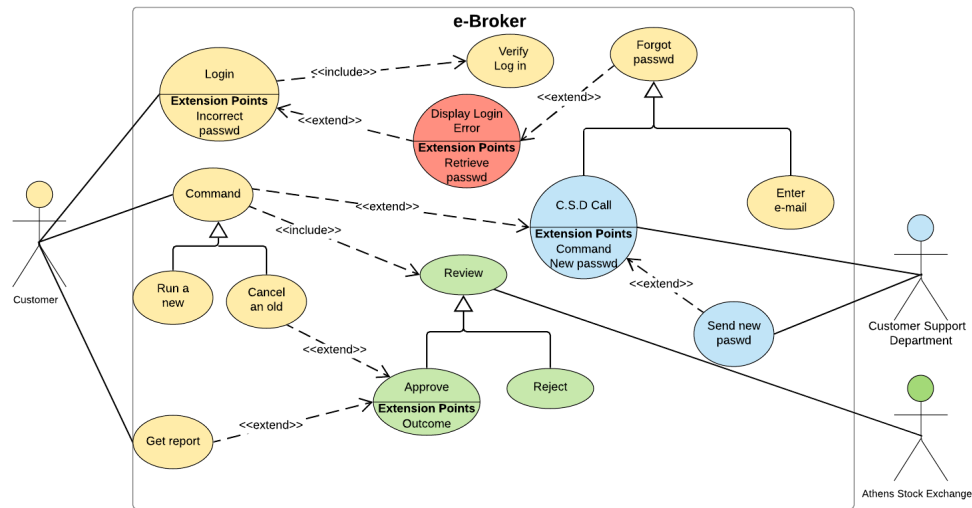 e-Broker
Login
Extension Points
Incorrect
passwd
<<include>>
Verify
Log in
Forgot
passwd
<<extend>>
<<extend>>
Display Login
Error
Extension Points
Retrieve
passwd
Command
<<extend>>
<<include>>
C.S.D Call
Extension Points
Command
New passwd
Enter
e-mail
Customer
Run a
new
Cancel
an old
Review
<<extend>>
Send new
paswd
Customer Support
Department
<<extend>>
Approve
Extension Points
Outcome
Reject
Get report
<<extend>>
Athens Stock Exchange